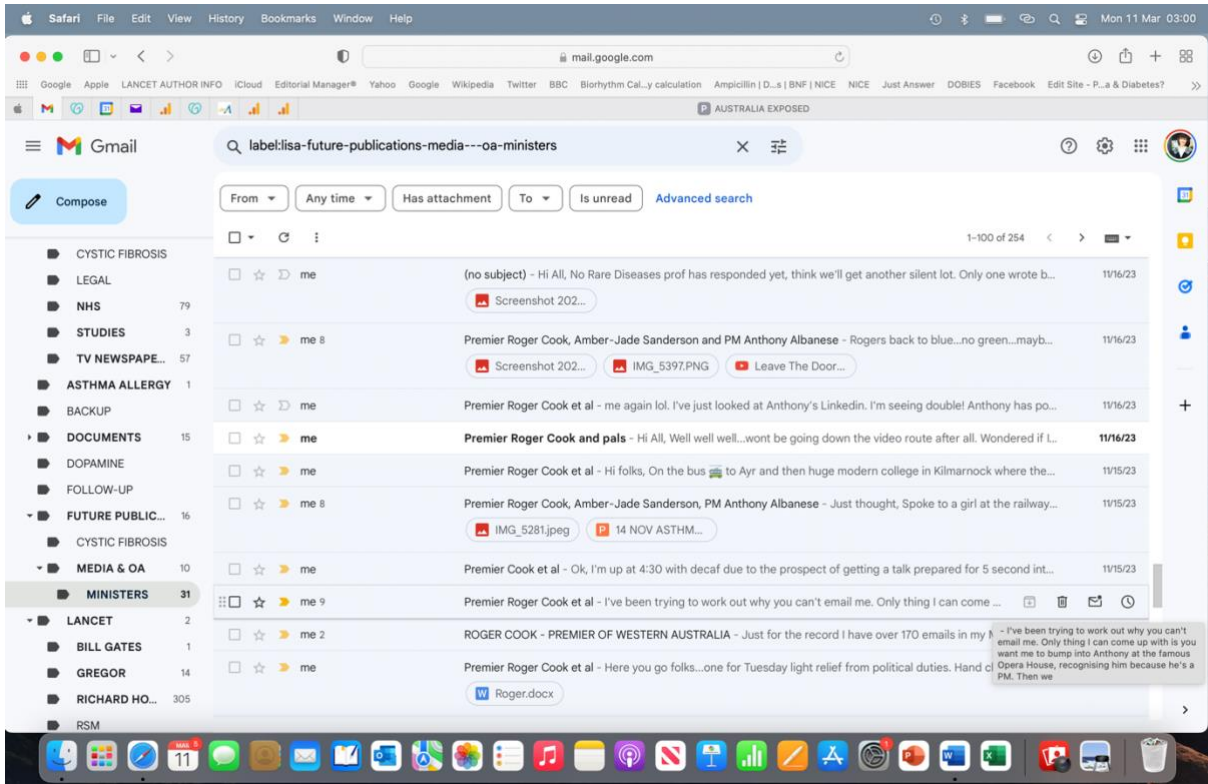 Safari File Edit View History Bookmarks Window Help Mon 11 Mar 03:00
mail.google.com
Google Apple LANCET AUTHOR INFO iCloud Editorial Manager® Yahoo Google Wikipedia Twitter BBC Biorhythm Cal...y calculation Ampicillin | D...s | BNF | NICE NICE Just Answer DOBIES Facebook Edit Site - P...a & Diabetes?
AUSTRALIA EXPOSED
Gmail
label:lisa-future-publications-media---oa-ministers
Compose
From Any time Has attachment To Is unread Advanced search
1–100 of 254
CYSTIC FIBROSIS
LEGAL
NHS 79
STUDIES 3
TV NEWSPAPE... 57
ASTHMA ALLERGY 1
BACKUP
DOCUMENTS 15
DOPAMINE
FOLLOW-UP
FUTURE PUBLIC... 16
CYSTIC FIBROSIS
MEDIA & OA 10
MINISTERS 31
LANCET 2
BILL GATES 1
GREGOR 14
RICHARD HO... 305
RSM
me (no subject) - Hi All, No Rare Diseases prof has responded yet, think we'll get another silent lot. Only one wrote b... 11/16/23
Screenshot 202...
me 8 Premier Roger Cook, Amber-Jade Sanderson and PM Anthony Albanese - Rogers back to blue...no green...mayb... 11/16/23
Screenshot 202... IMG_5397.PNG Leave The Door...
me Premier Roger Cook et al - me again lol. I've just looked at Anthony's Linkedin. I'm seeing double! Anthony has po... 11/16/23
me Premier Roger Cook and pals - Hi All, Well well well...wont be going down the video route after all. Wondered if I... 11/16/23
me Premier Roger Cook et al - Hi folks, On the bus 🚌 to Ayr and then huge modern college in Kilmarnock where the... 11/15/23
me 8 Premier Roger Cook, Amber-Jade Sanderson, PM Anthony Albanese - Just thought, Spoke to a girl at the railway... 11/15/23
IMG_5281.jpeg 14 NOV ASTHM...
me Premier Cook et al - Ok, I'm up at 4:30 with decaf due to the prospect of getting a talk prepared for 5 second int... 11/15/23
me 9 Premier Roger Cook et al - I've been trying to work out why you can't email me. Only thing I can come ...
me 2 ROGER COOK - PREMIER OF WESTERN AUSTRALIA - Just for the record I have over 170 emails in my
- I've been trying to work out why you can't
email me. Only thing I can come up with is you
want me to bump into Anthony at the famous
Opera House, recognising him because he's a
PM. Then we
me Premier Roger Cook et al - Here you go folks...one for Tuesday light relief from political duties. Hand
Roger.docx
MAR 5
11